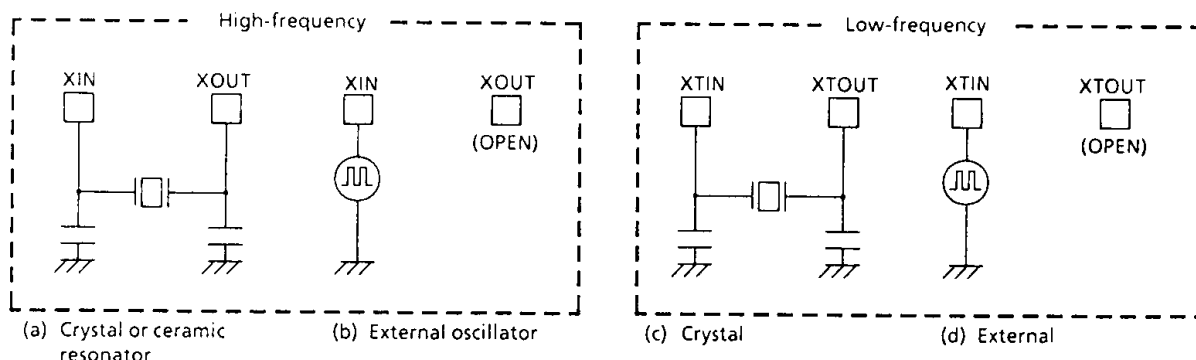 High-frequency
XIN XOUT XIN XOUT
(OPEN)
(a) Crystal or ceramic
resonator
(b) External oscillator
Low-frequency
XTIN XTOUT XTIN XTOUT
(OPEN)
(c) Crystal
(d) External